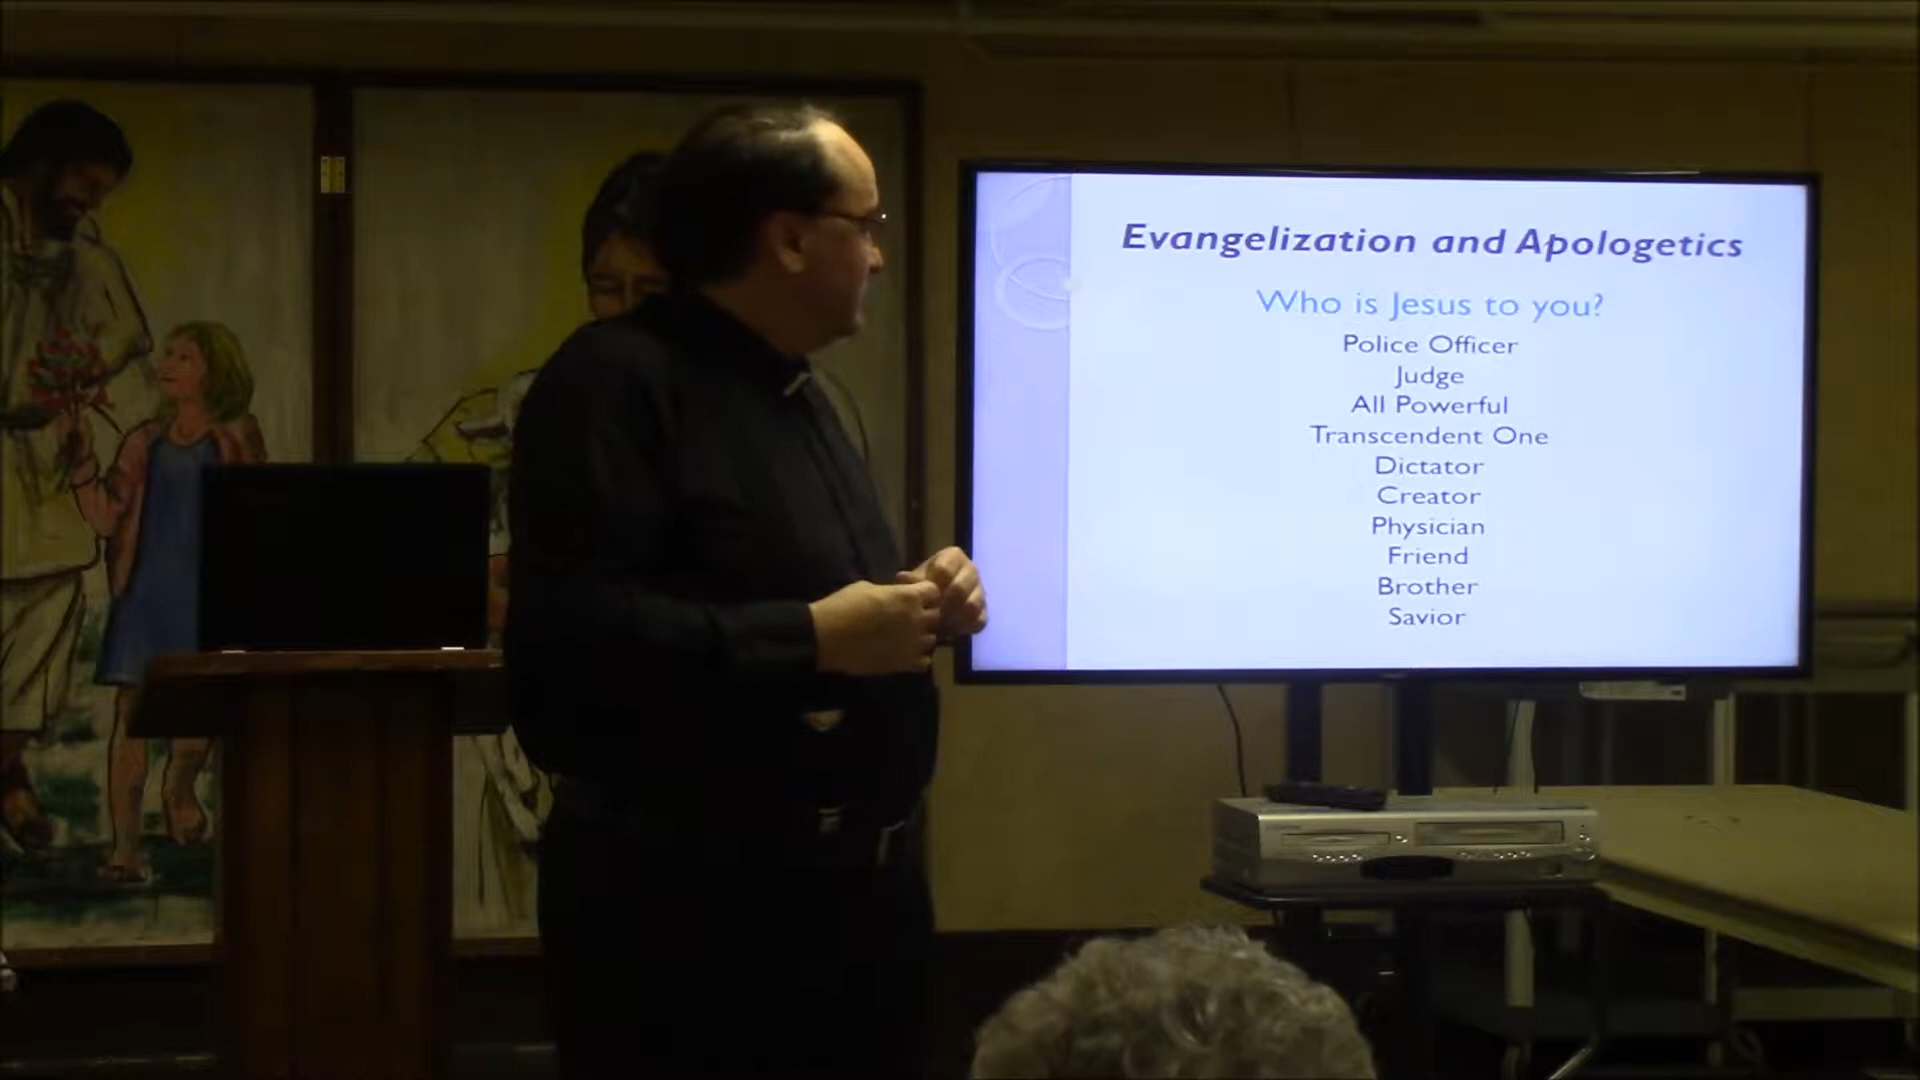 Evangelization and Apologetics
Who is Jesus to you?
Police Officer
Judge
All Powerful
Transcendent One
Dictator
Creator
Physician
Friend
Brother
Savior